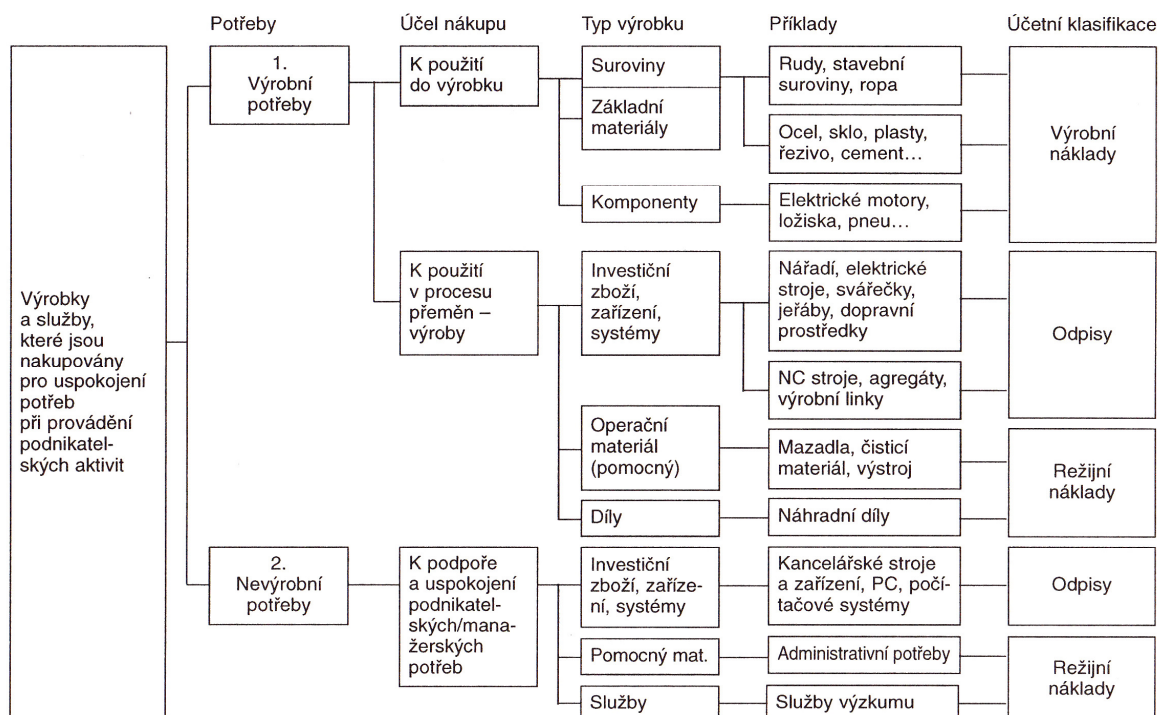 Potřeby
Účel nákupu
Typ výrobku
Příklady
Účetní klasifikace
Výrobky
a služby,
které jsou
nakupovány
pro uspokojení
potřeb
při provádění
podnikatel-
ských aktivit
1.
Výrobní
potřeby
K použití
do výrobku
Suroviny
Základní
materiály
Komponenty
Rudy, stavební
suroviny, ropa
Ocel, sklo, plasty,
řezivo, cement...
Elektrické motory,
ložiska, pneu...
Výrobní
náklady
K použití
v procesu
přeměn –
výroby
Investiční
zboží,
zařízení,
systémy
Nářadí, elektrické
stroje, svářečky,
jeřáby, dopravní
prostředky
NC stroje, agregáty,
výrobní linky
Odpisy
Operační
materiál
(pomocný)
Mazadla, čisticí
materiál, výstroj
Díly
Náhradní díly
Režijní
náklady
2.
Nevýrobní
potřeby
K podpoře
a uspokojení
podnikatel-
ských/mana-
žerských
potřeb
Investiční
zboží, zaříze-
ní, systémy
Kancelářské stroje
a zařízení, PC, počí-
tačové systémy
Odpisy
Pomocný mat.
Administrativní potřeby
Služby
Služby výzkumu
Režijní
náklady